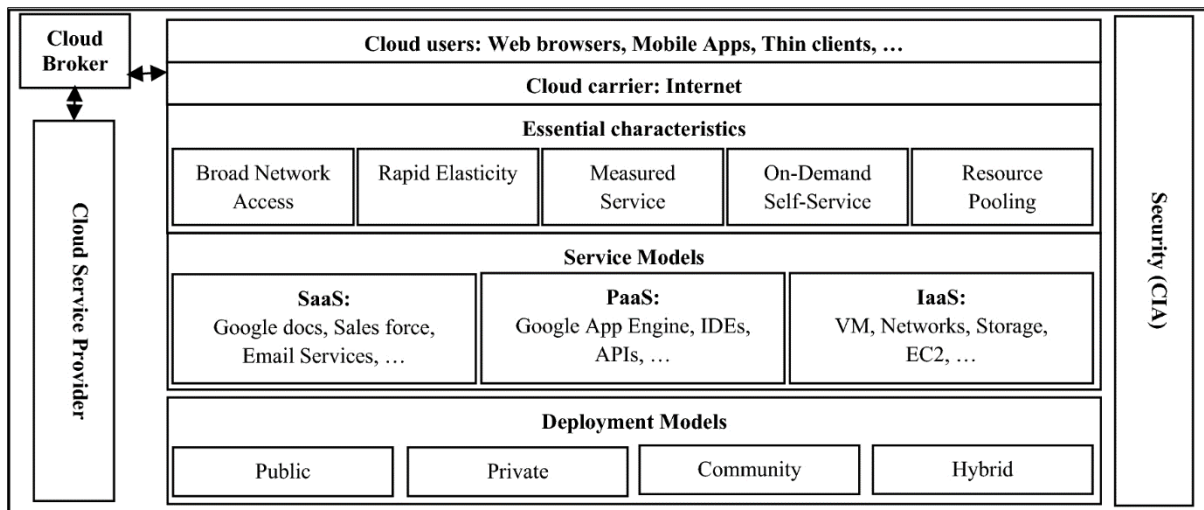 Cloud
Broker
Cloud Service Provider
Cloud users: Web browsers, Mobile Apps, Thin clients, …
Cloud carrier: Internet
Essential characteristics
Broad Network
Access
Rapid Elasticity
Measured
Service
On-Demand
Self-Service
Resource
Pooling
Service Models
SaaS:
Google docs, Sales force,
Email Services, …
PaaS:
Google App Engine, IDEs,
APIs, …
IaaS:
VM, Networks, Storage,
EC2, …
Deployment Models
Public
Private
Community
Hybrid
Security (CIA)